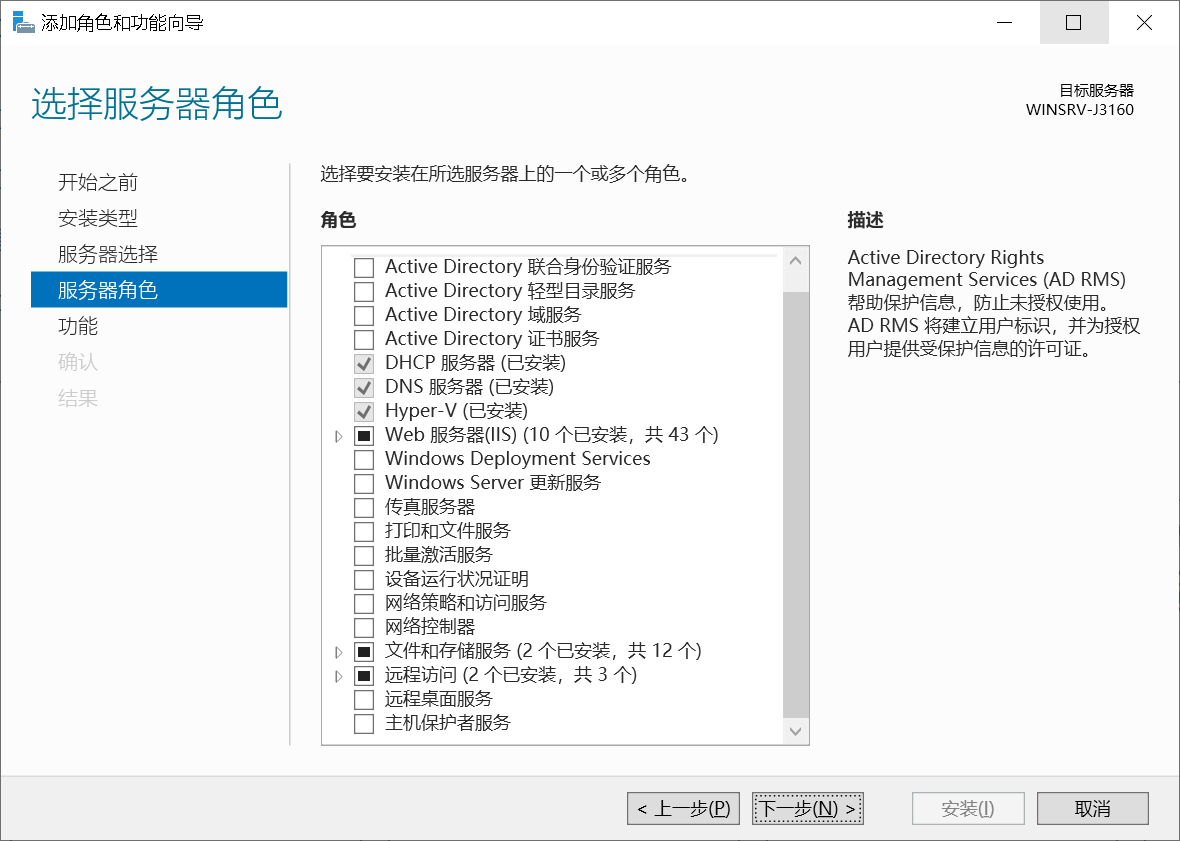 添加角色和功能向导
选择服务器角色
目标服务器
WINSRV-J3160
开始之前
安装类型
服务器选择
服务器角色
功能
确认
结果
选择要安装在所选服务器上的一个或多个角色。
角色
Active Directory 联合身份验证服务
Active Directory 轻型目录服务
Active Directory 域服务
Active Directory 证书服务
DHCP 服务器 (已安装)
DNS 服务器 (已安装)
Hyper-V (已安装)
Web 服务器(IIS) (10 个已安装，共 43 个)
Windows Deployment Services
Windows Server 更新服务
传真服务器
打印和文件服务
批量激活服务
设备运行状况证明
网络策略和访问服务
网络控制器
文件和存储服务 (2 个已安装，共 12 个)
远程访问 (2 个已安装，共 3 个)
远程桌面服务
主机保护者服务
描述
Active Directory Rights
Management Services (AD RMS)
帮助保护信息，防止未授权使用。
AD RMS 将建立用户标识，并为授权
用户提供受保护信息的许可证。
< 上一步(P)
下一步(N) >
安装(I)
取消